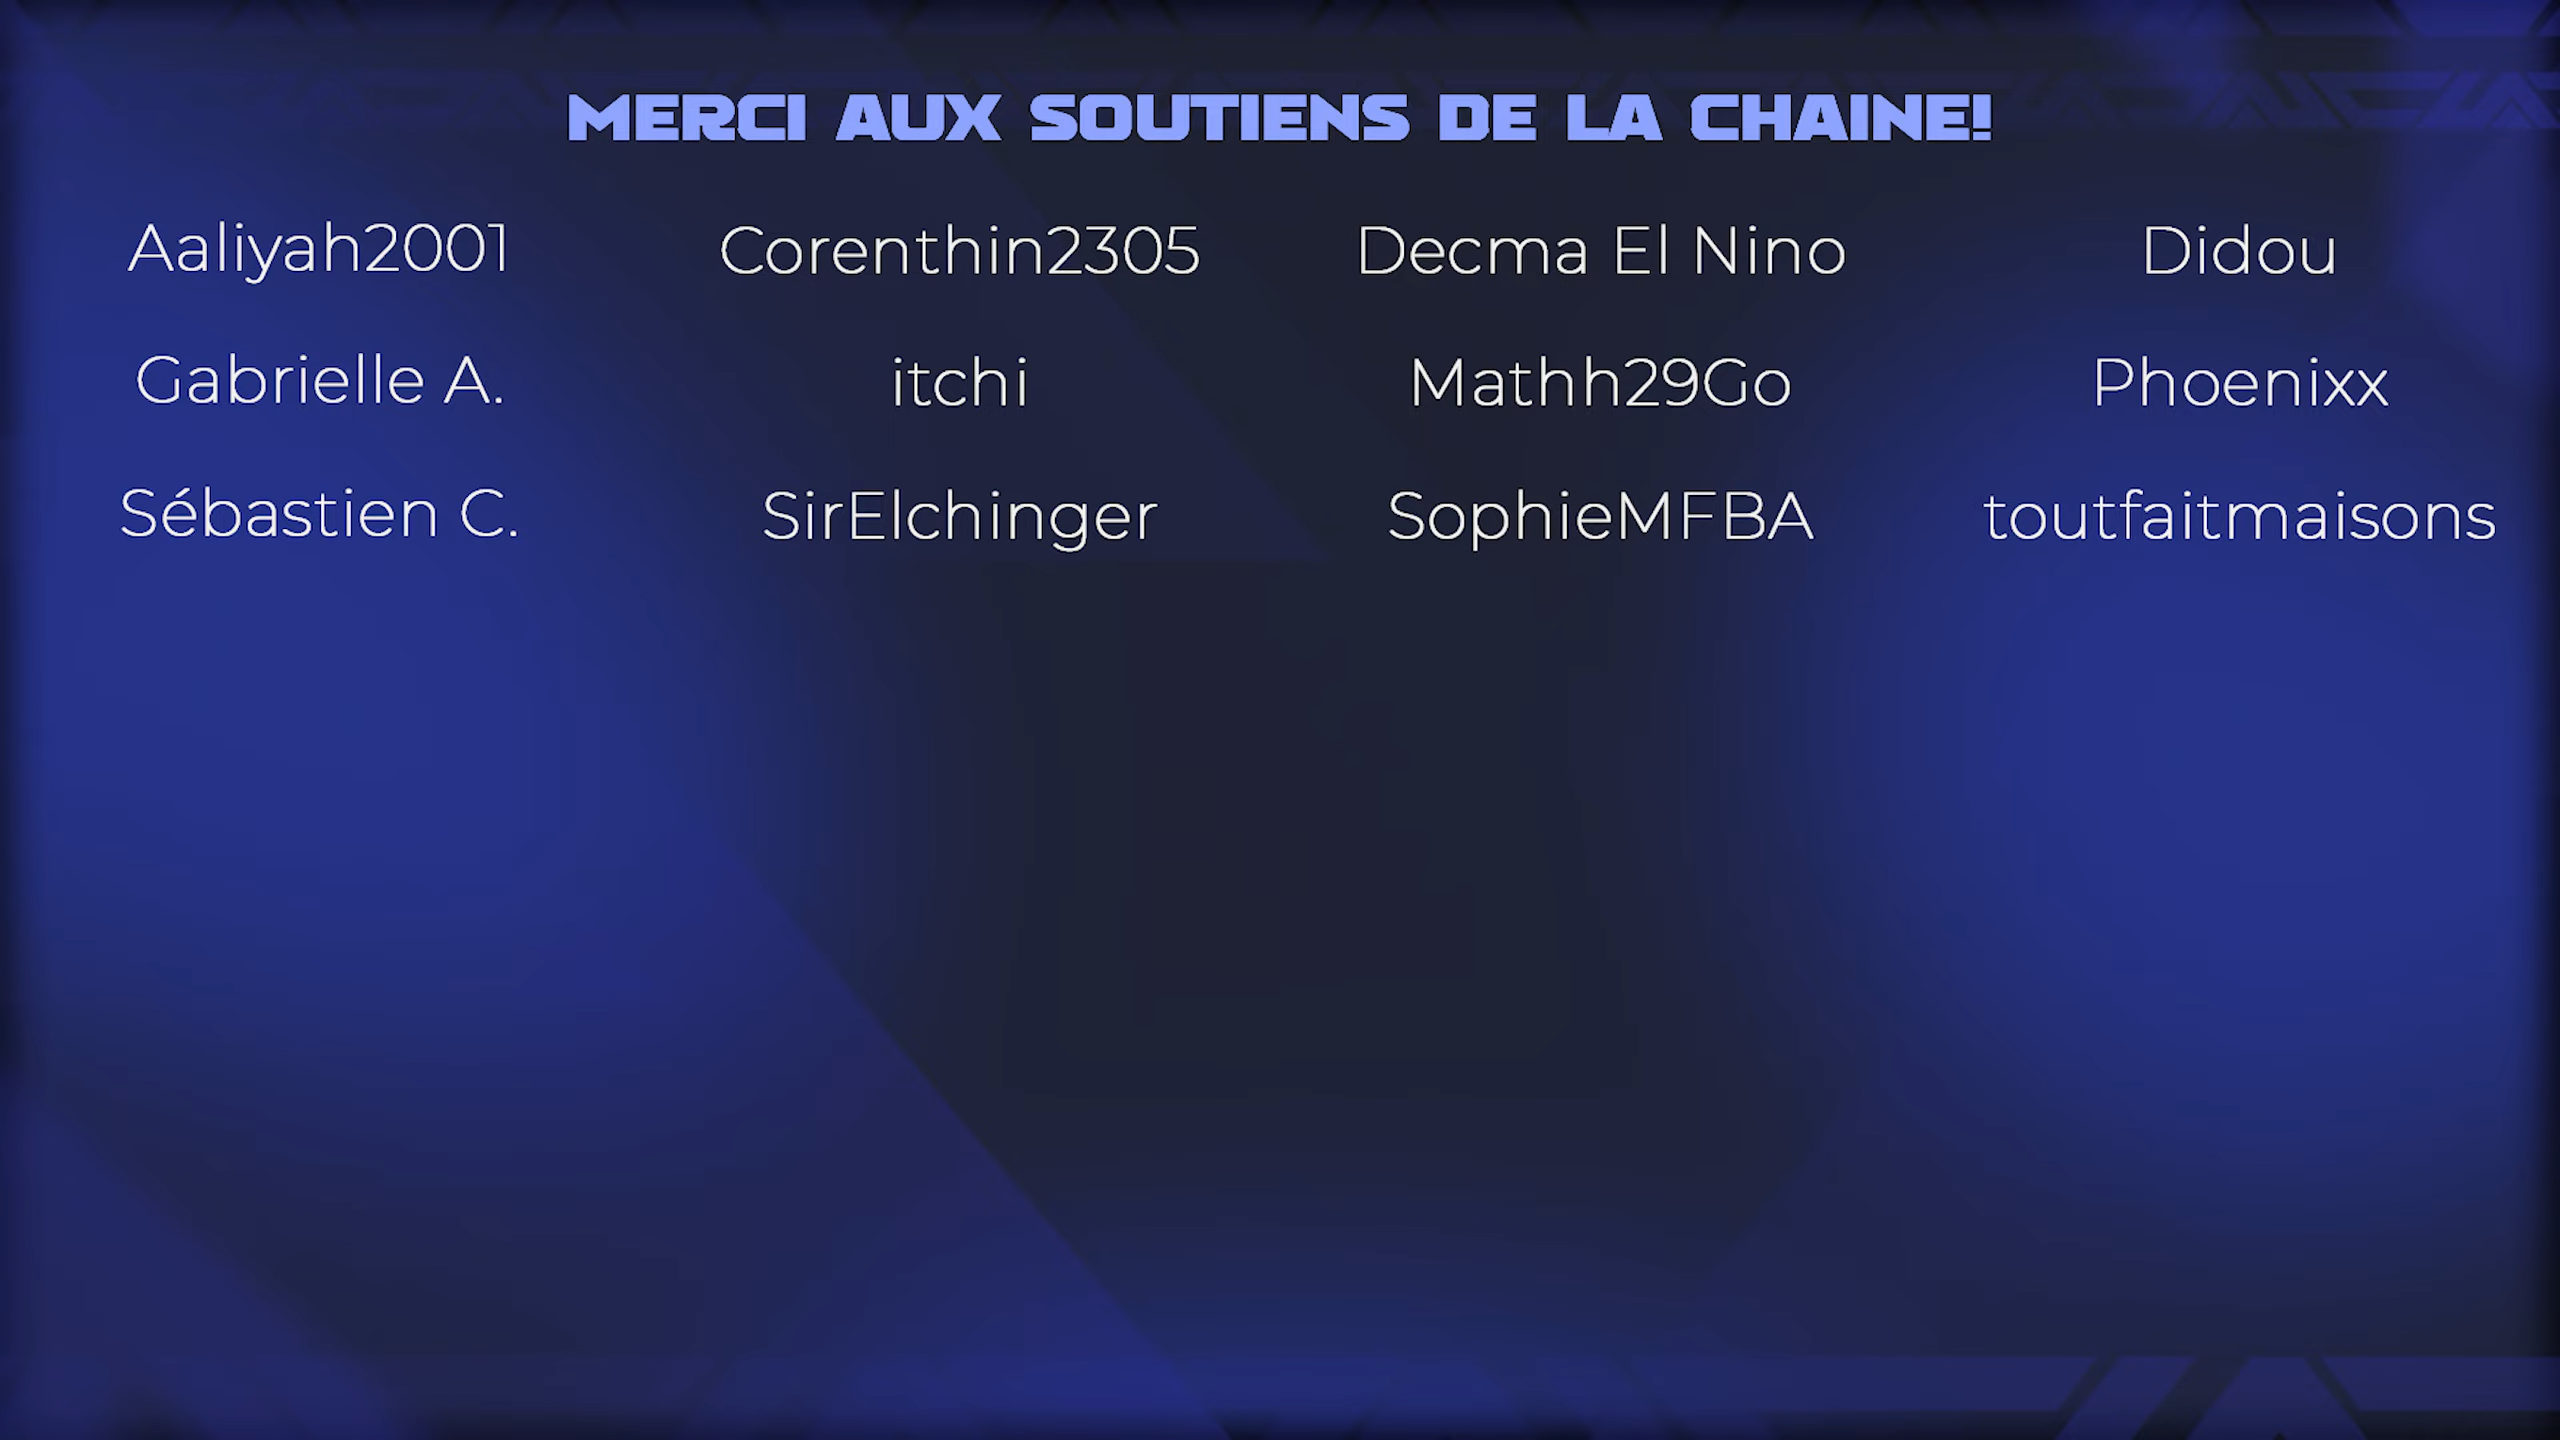 MERCI AUX SOUTIENS DE LA CHAINE!
Aaliyah2001 Corenthin2305 Decma El Nino Didou
Gabrielle A. itchi Mathh29Go Phoenixx
Sébastien C. SirElchinger SophieMFBA toutfaitmaisons